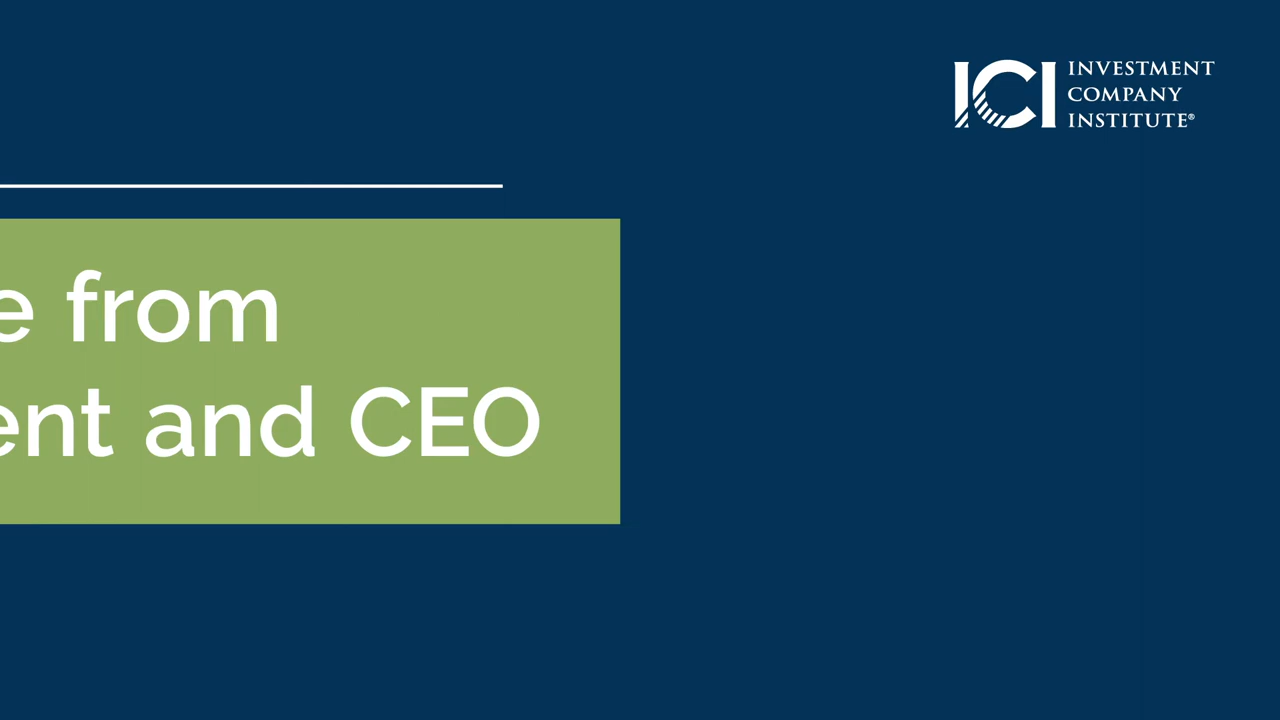 ICI INVESTMENT
COMPANY
INSTITUTE®
e from
ent and CEO